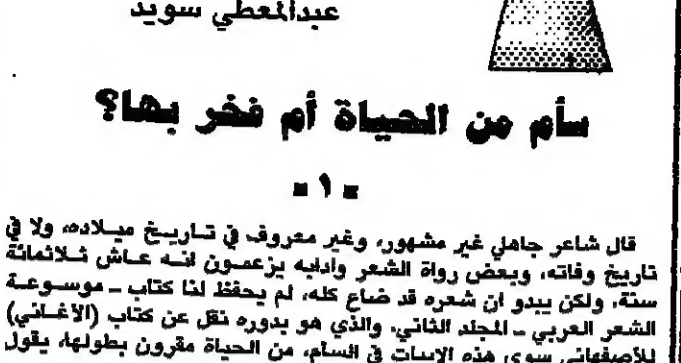 عبدالمعطي سويد
سأم من الحياة أم فخر بها؟
- ١ -
قال شاعر جاهلي غير مشهور، وغير معروف في تاريخ ميلاده، ولا في
تاريخ وفاته، وبعض رواة الشعر وادابه يزعمون انه عاش ثلاثمائة
سنة، ولكن يبدو ان شعره قد ضاع كله، لم يحفظ لنا كتاب - موسوعة
الشعر العربي - المجلد الثاني، والذي هو بدوره نقل عن كتاب (الأغاني)
للأصفهاني سوى هذه الابيات في السأم، من الحياة مقرون بطولها، يقول